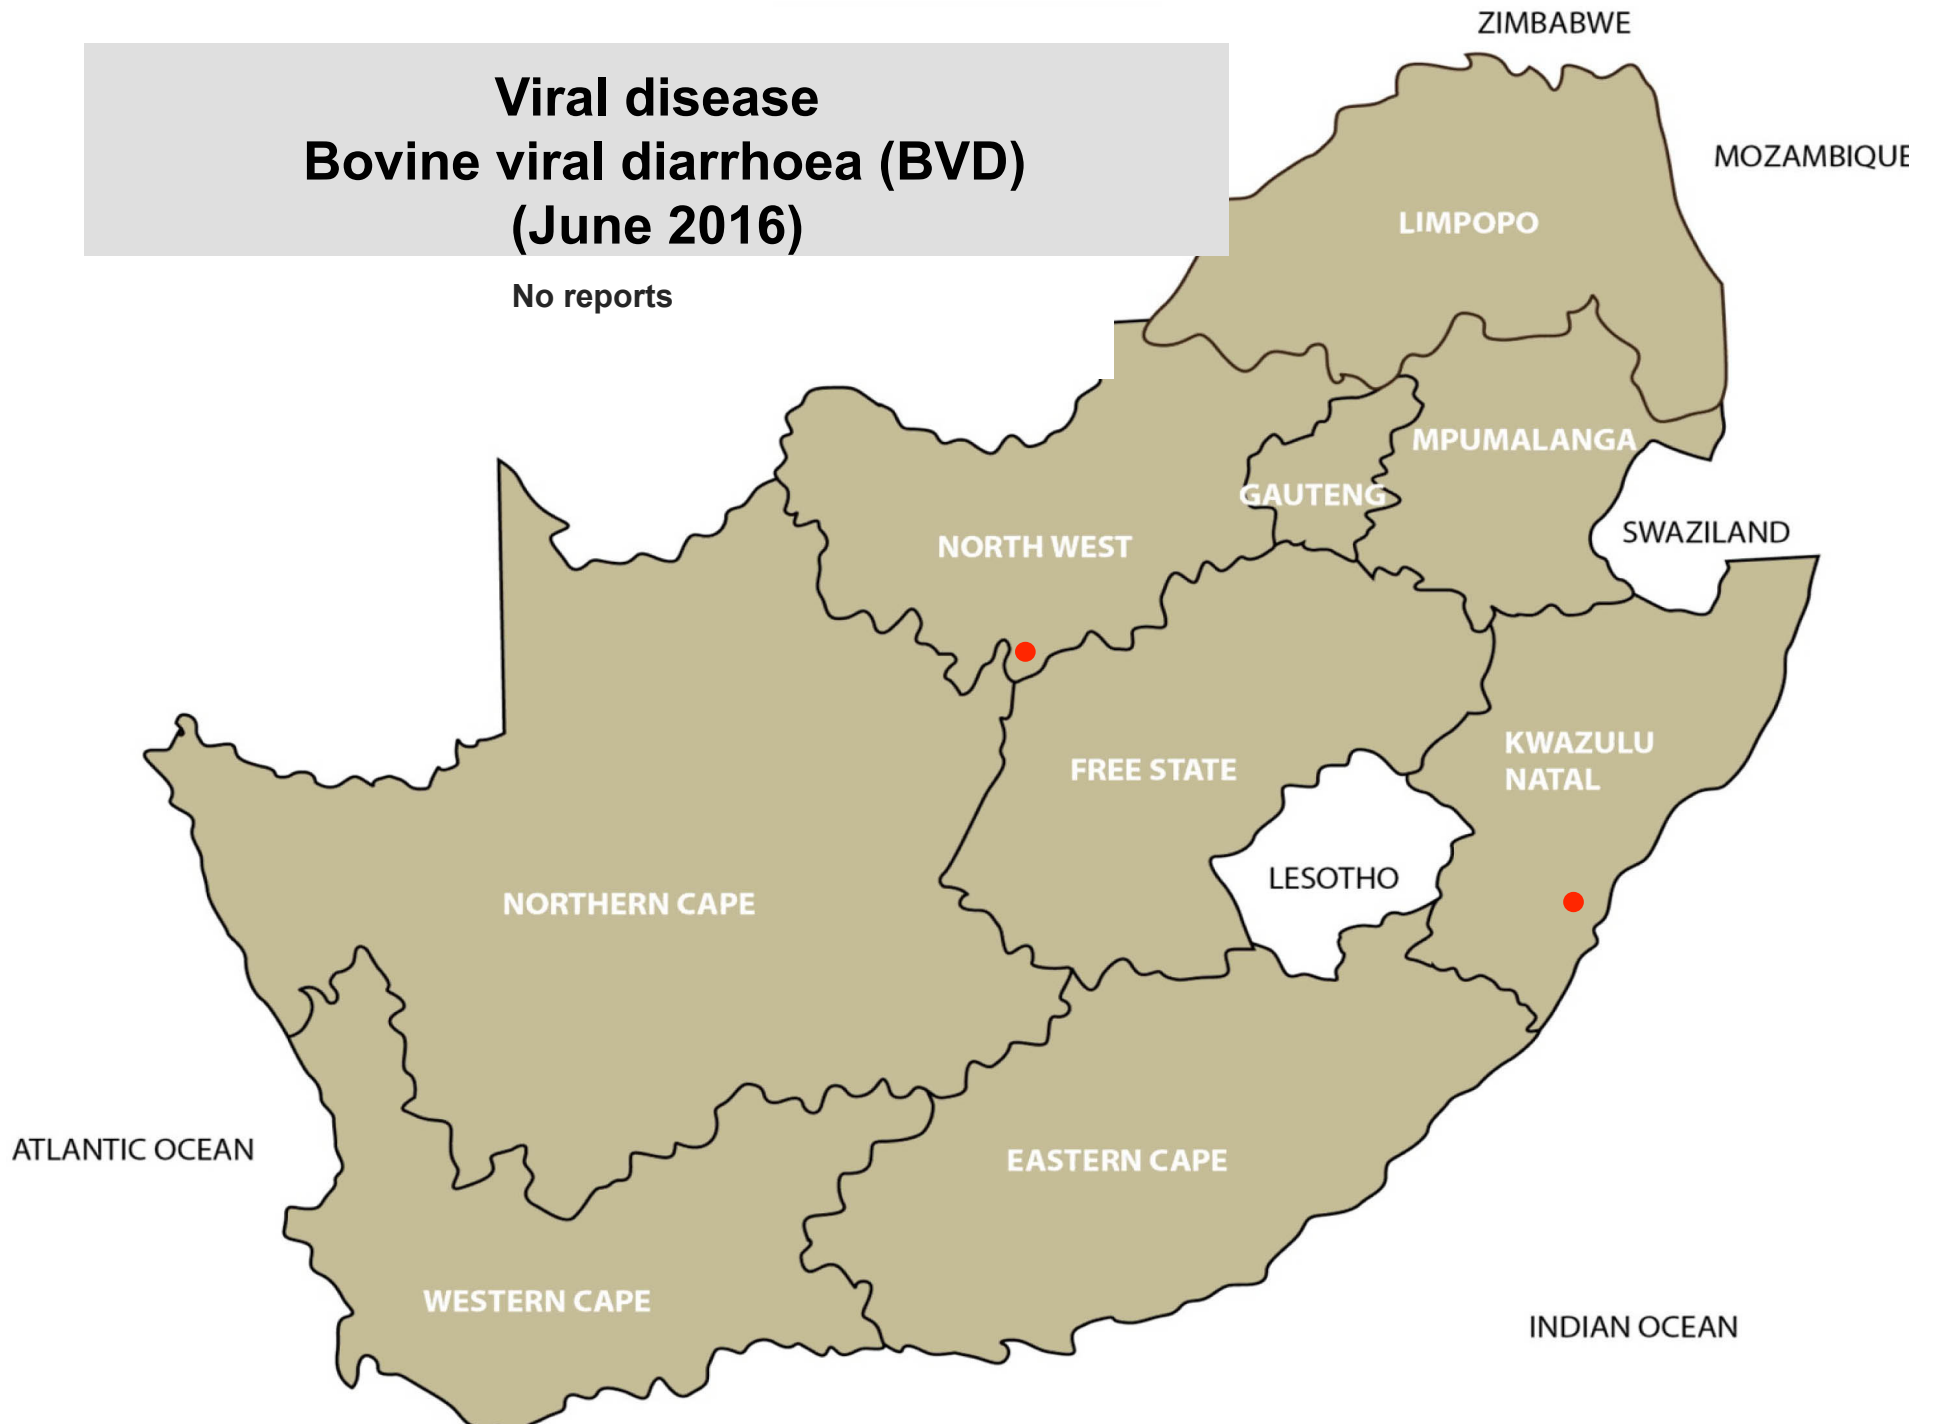 ZIMBABWE
Viral disease
Bovine viral diarrhoea (BVD)
(June 2016)
MOZAMBIQUE
LIMPOPO
No reports
MPUMALANGA
GAUTENG
SWAZILAND
NORTH WEST
KWAZULU
NATAL
FREE STATE
LESOTHO
NORTHERN CAPE
ATLANTIC OCEAN
EASTERN CAPE
WESTERN CAPE
INDIAN OCEAN